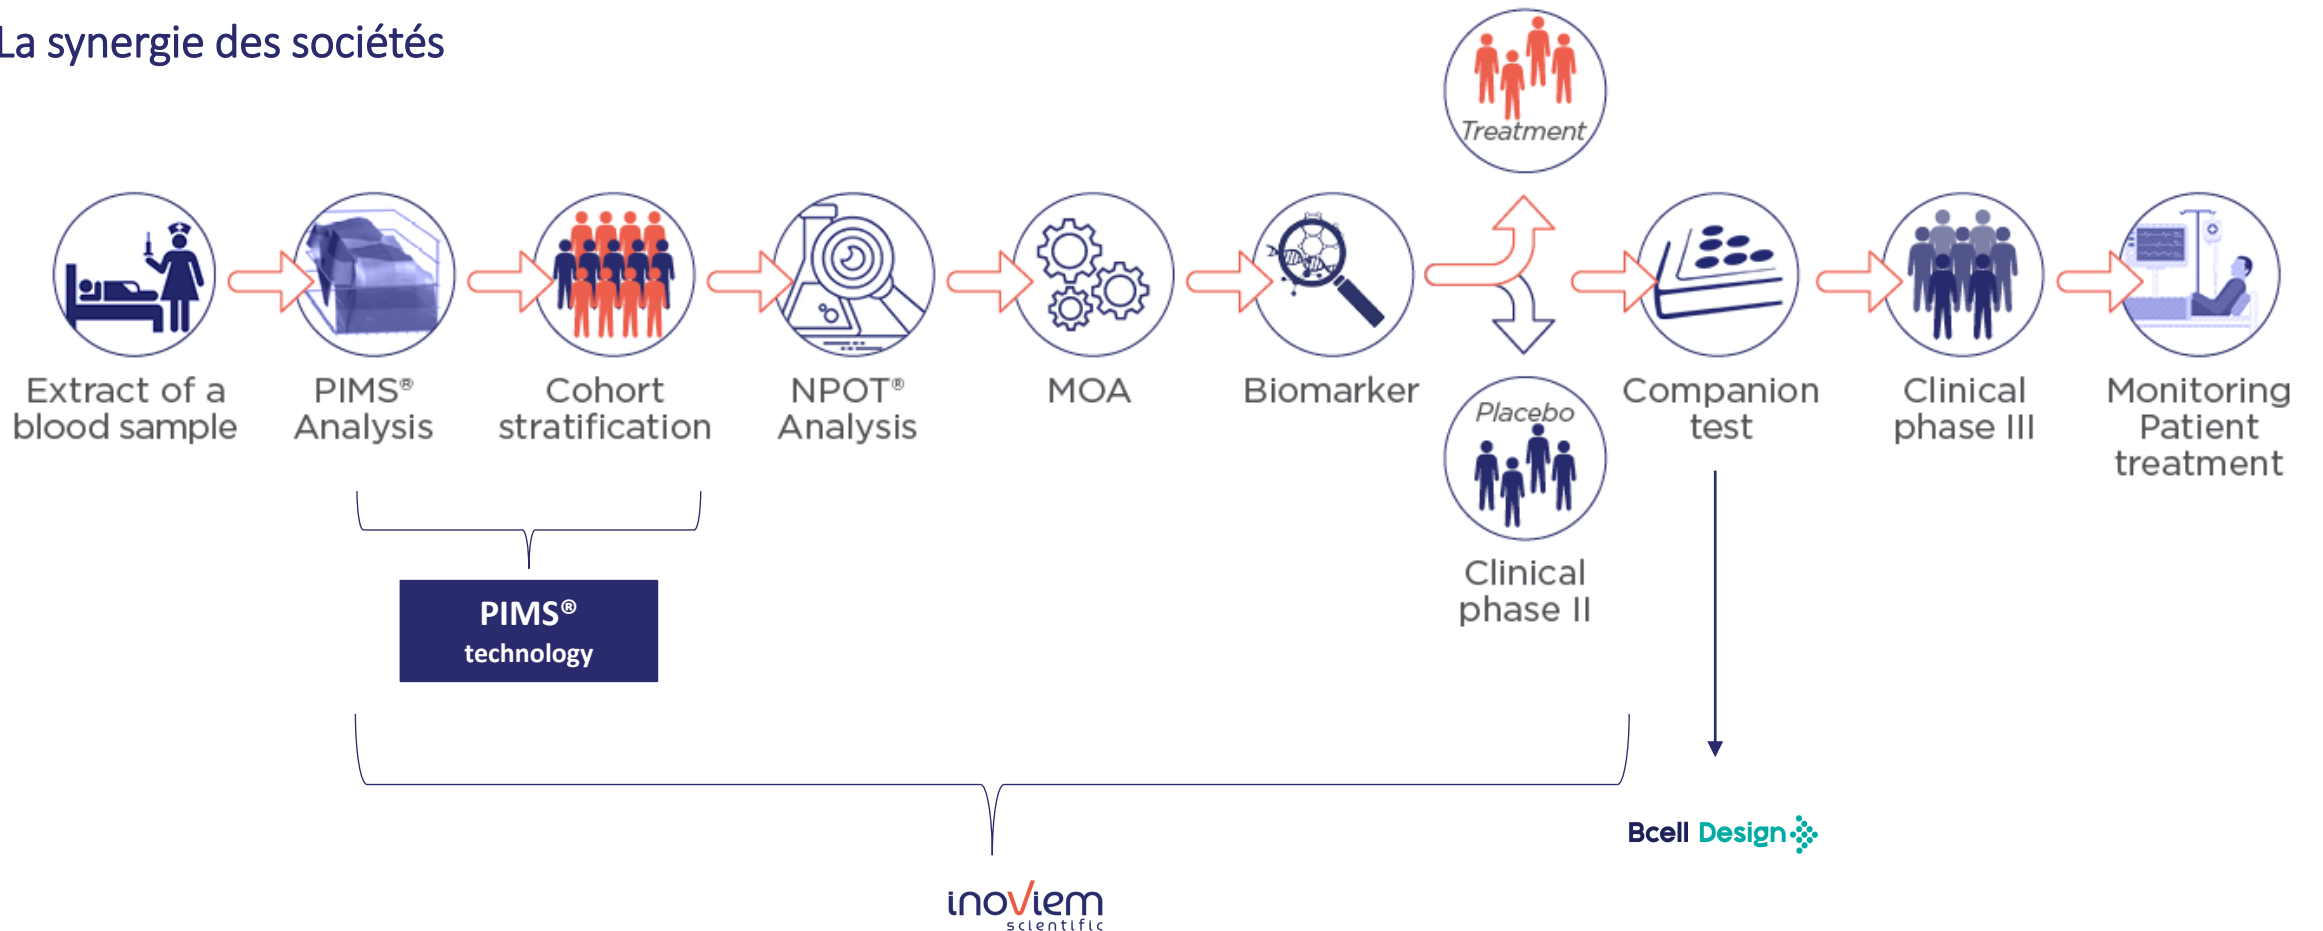 La synergie des sociétés
Treatment
Extract of a
blood sample
PIMS®
Analysis
Cohort
stratification
NPOT®
Analysis
MOA
Biomarker
Placebo
Clinical
phase II
Companion
test
Clinical
phase III
Monitoring
Patient
treatment
PIMS®
technology
Bcell Design
inoviem
scientific